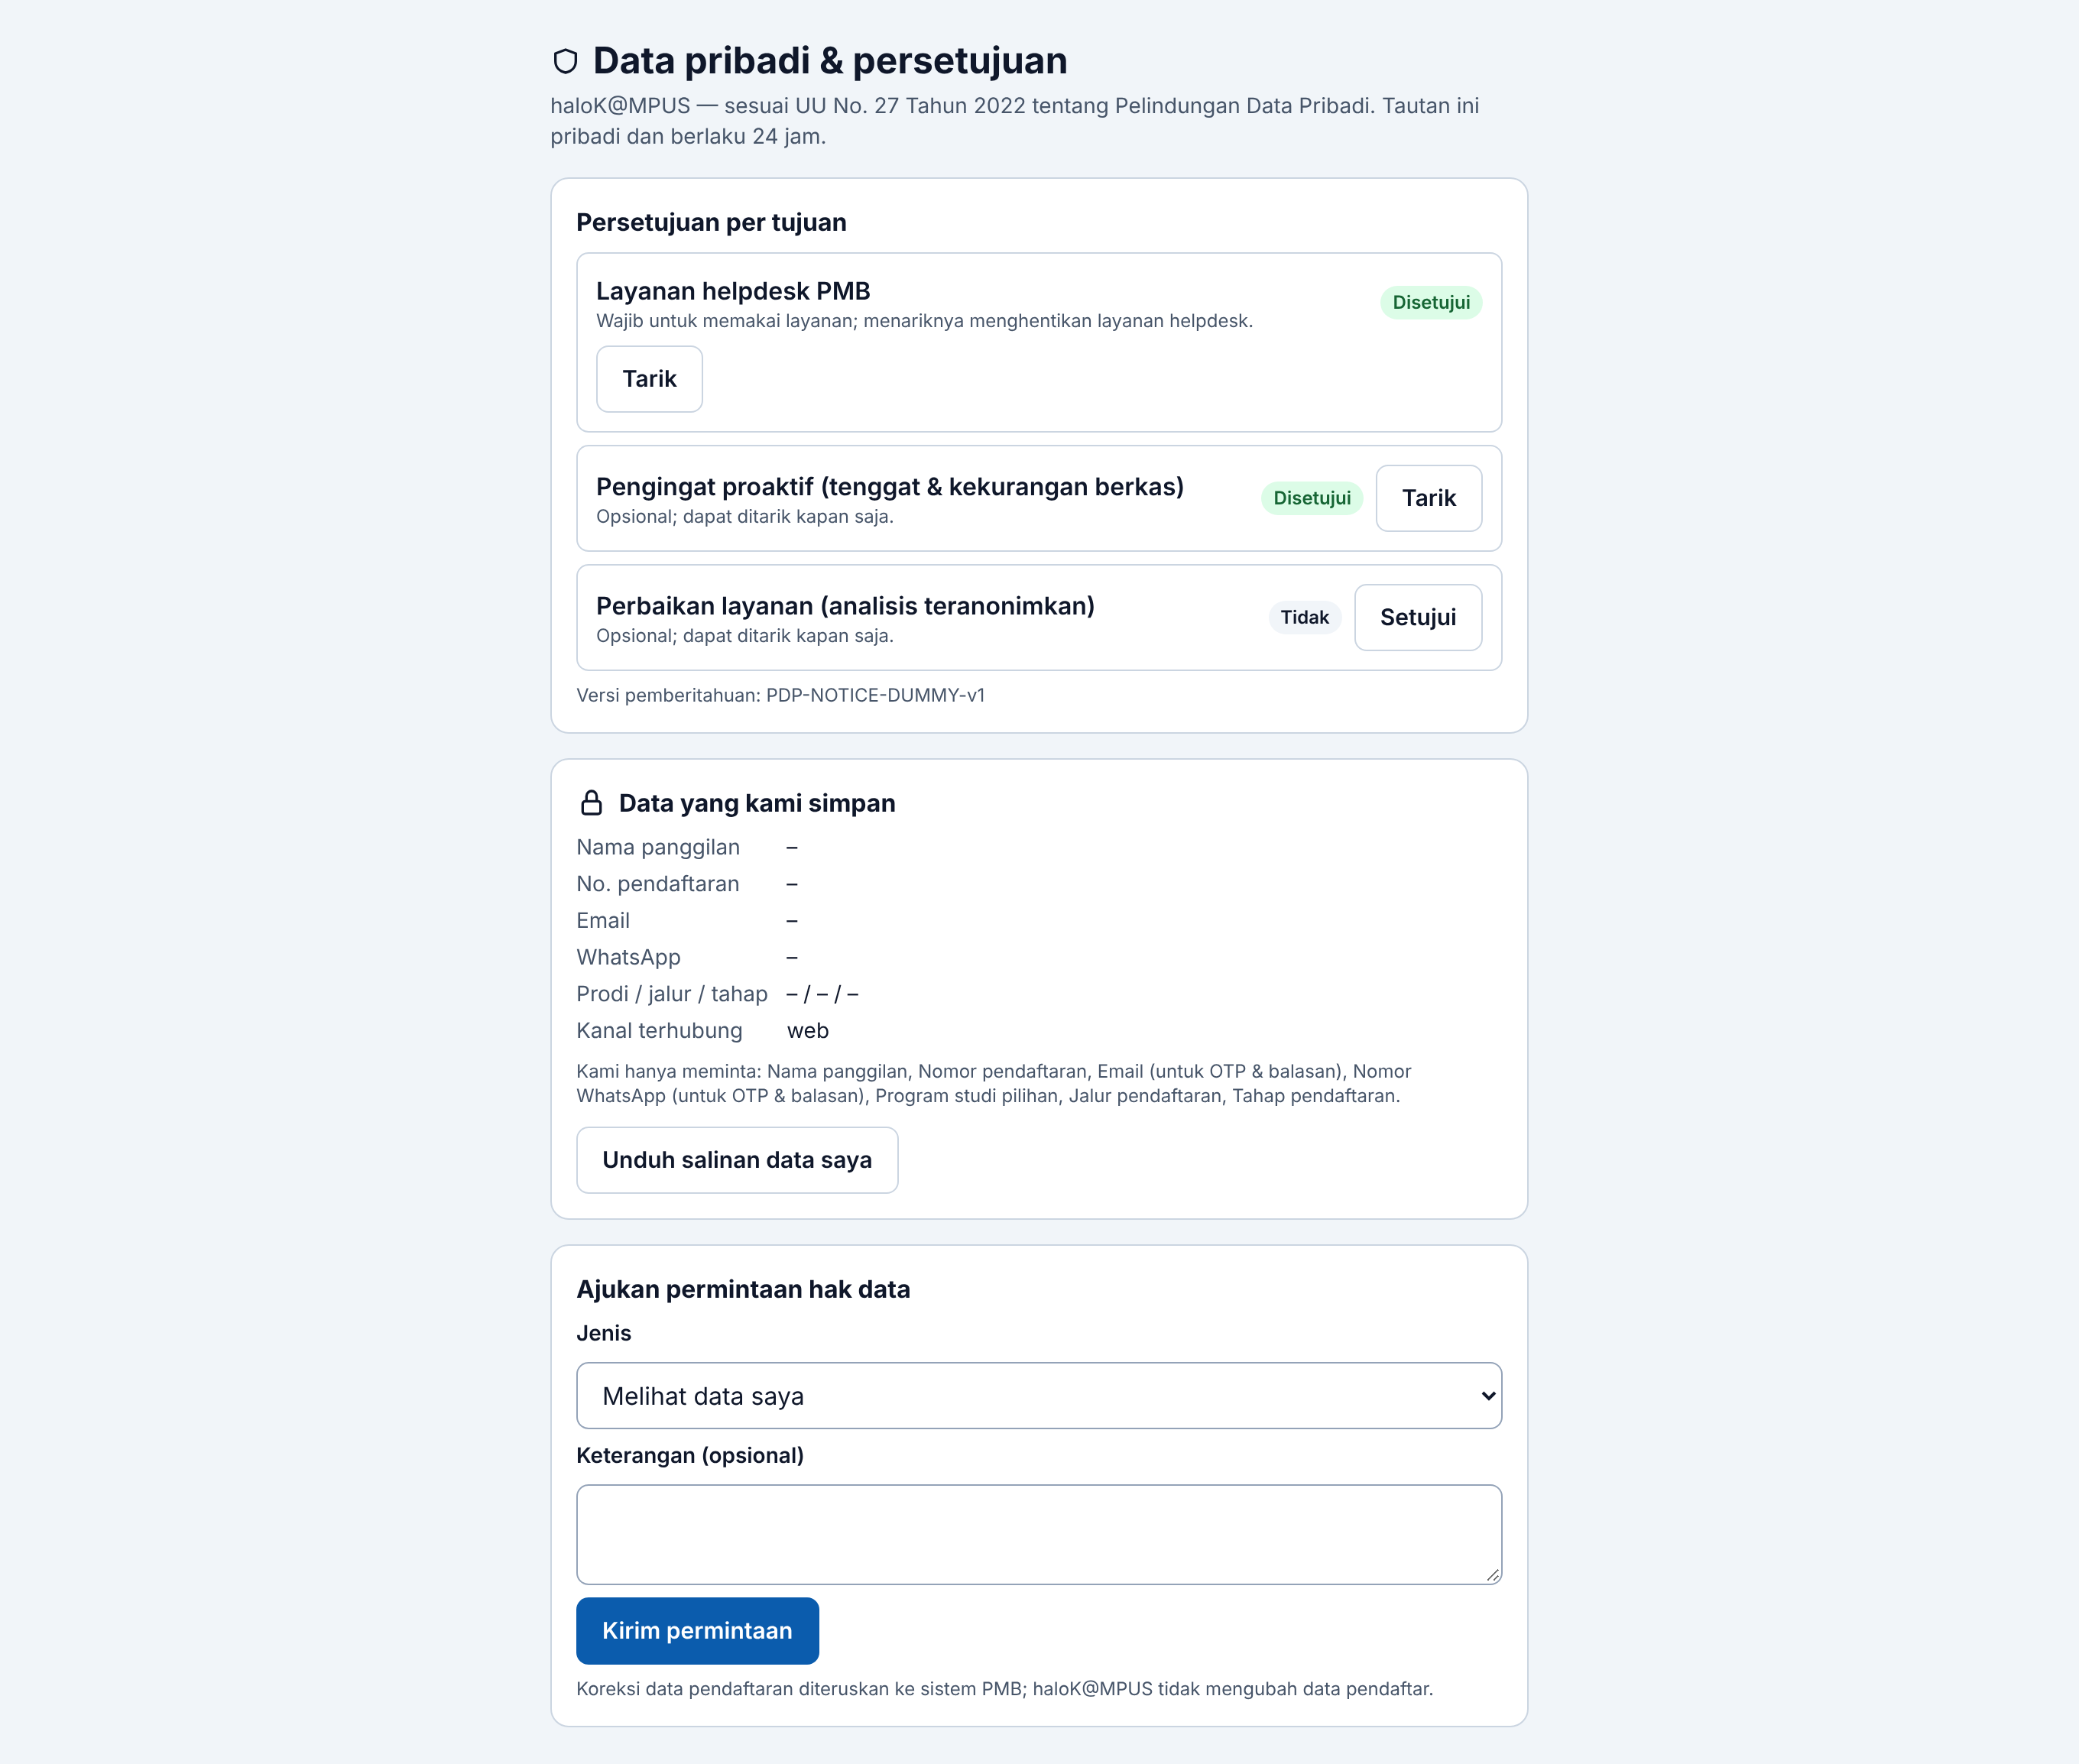 Data pribadi & persetujuan
haloK@MPUS — sesuai UU No. 27 Tahun 2022 tentang Pelindungan Data Pribadi. Tautan ini
pribadi dan berlaku 24 jam.
Persetujuan per tujuan
Layanan helpdesk PMB
Wajib untuk memakai layanan; menariknya menghentikan layanan helpdesk.
Disetujui
Tarik
Pengingat proaktif (tenggat & kekurangan berkas)
Opsional; dapat ditarik kapan saja.
Disetujui
Tarik
Perbaikan layanan (analisis teranonimkan)
Opsional; dapat ditarik kapan saja.
Tidak
Setujui
Versi pemberitahuan: PDP-NOTICE-DUMMY-v1
Data yang kami simpan
Nama panggilan –
No. pendaftaran –
Email –
WhatsApp –
Prodi / jalur / tahap – / – / –
Kanal terhubung web
Kami hanya meminta: Nama panggilan, Nomor pendaftaran, Email (untuk OTP & balasan), Nomor
WhatsApp (untuk OTP & balasan), Program studi pilihan, Jalur pendaftaran, Tahap pendaftaran.
Unduh salinan data saya
Ajukan permintaan hak data
Jenis
Melihat data saya
Keterangan (opsional)
Kirim permintaan
Koreksi data pendaftaran diteruskan ke sistem PMB; haloK@MPUS tidak mengubah data pendaftar.